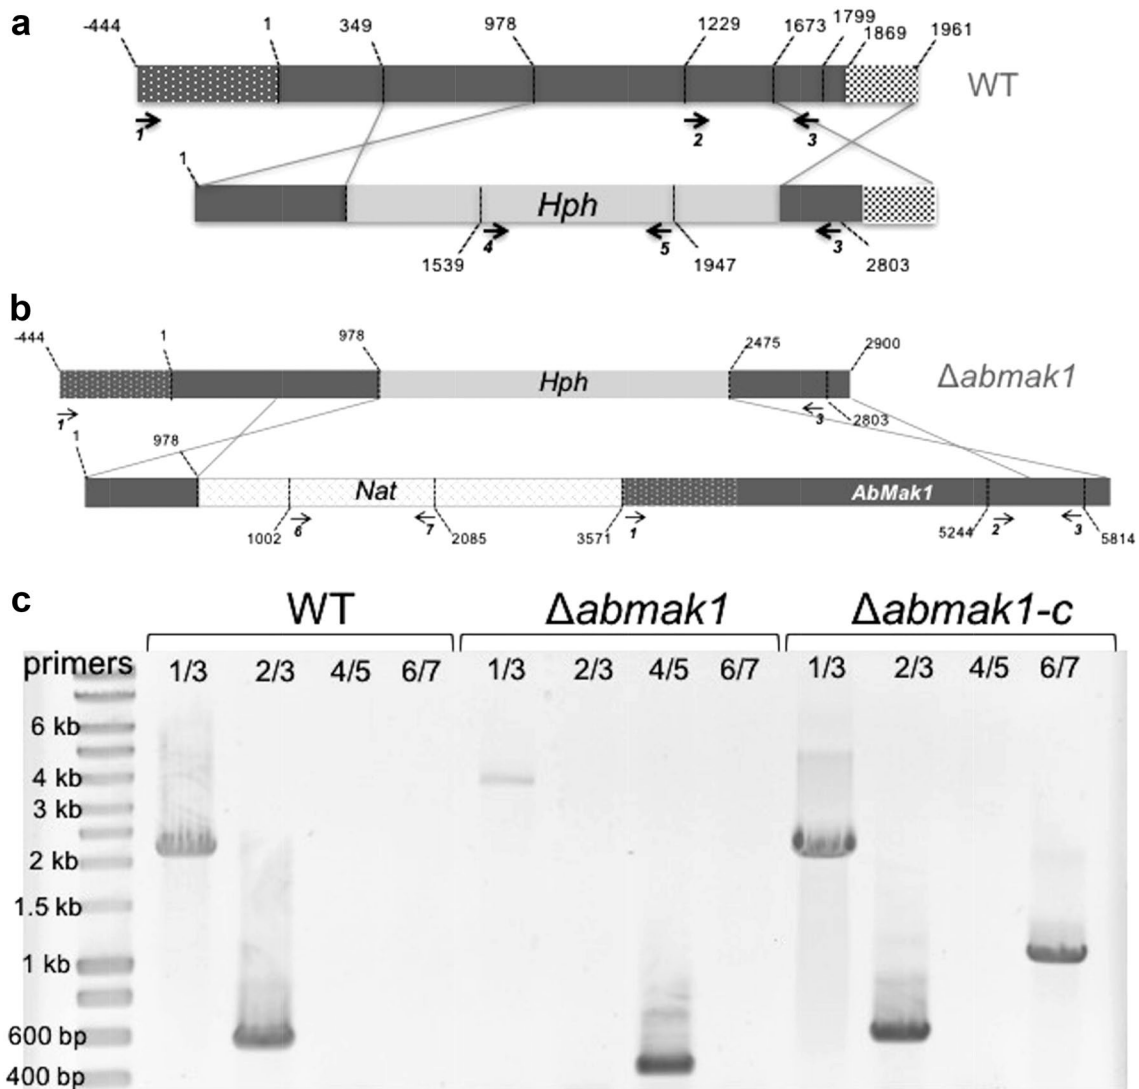 a
-444 1 349 978 1229 1673 1799 1869 1961
WT
1 2 3
1
Hph
4 5 3
1539 1947 2803
b
-444 1 978 2475 2900
Hph
Δabmak1
1 3 2803
1 978
Nat AbMak1
1002 6 7 2085 3571 1 5244 2 3 5814
c
WT Δabmak1 Δabmak1-c
primers 1/3 2/3 4/5 6/7 1/3 2/3 4/5 6/7 1/3 2/3 4/5 6/7
6 kb
4 kb
3 kb
2 kb
1.5 kb
1 kb
600 bp
400 bp